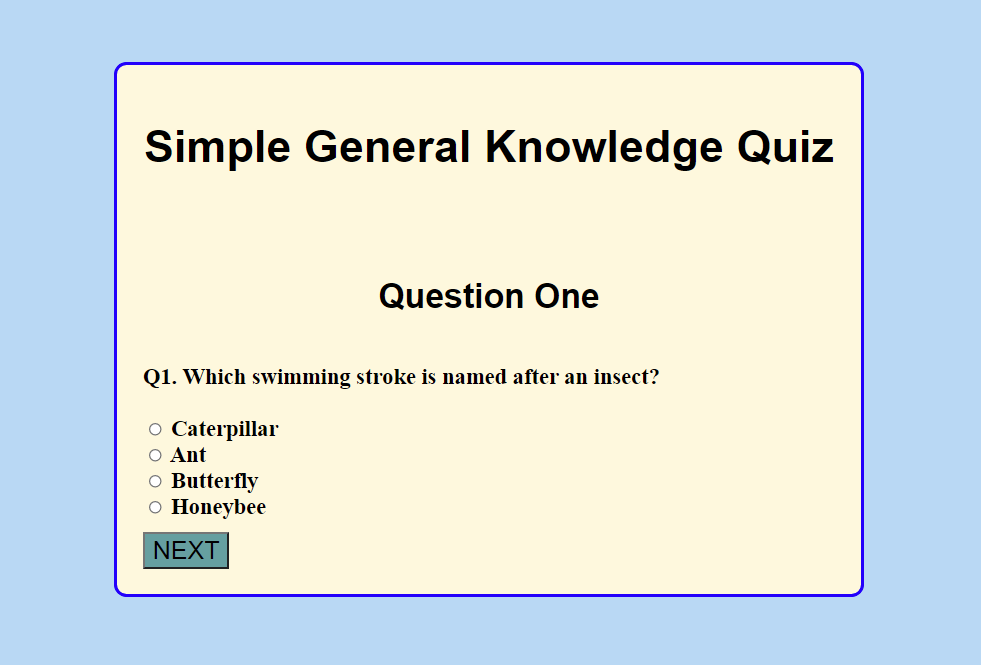 Simple General Knowledge Quiz
Question One
Q1. Which swimming stroke is named after an insect?
Caterpillar
Ant
Butterfly
Honeybee
NEXT